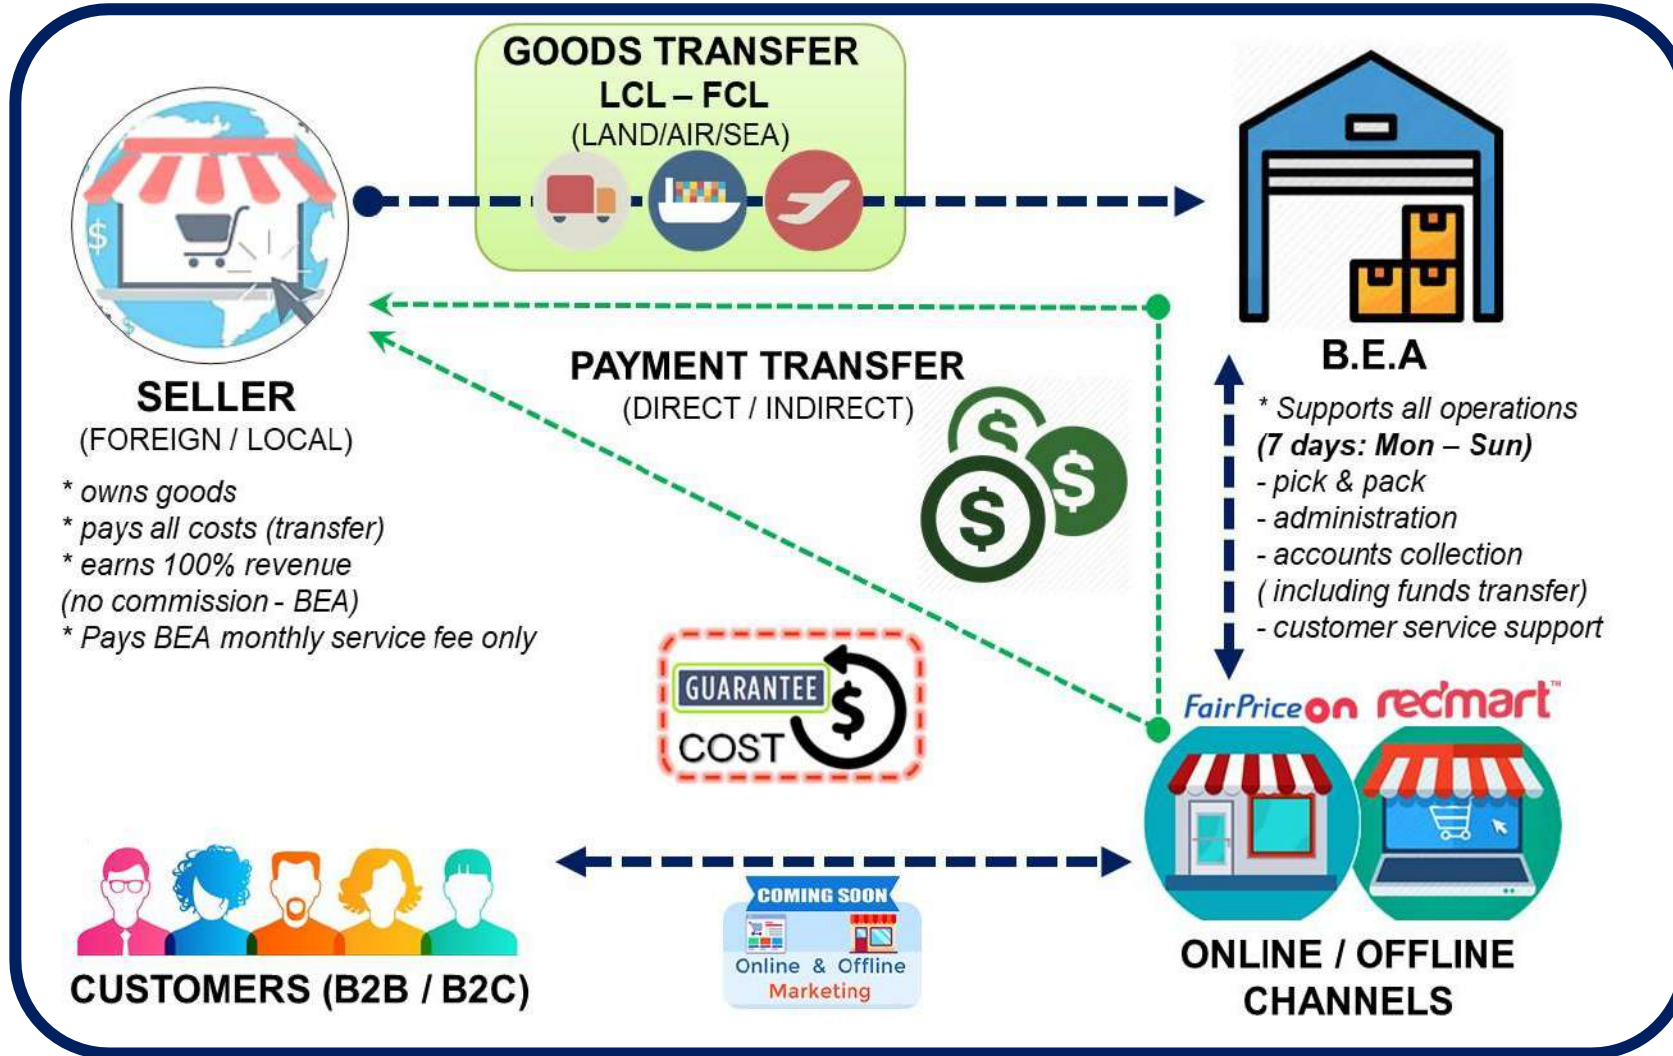 GOODS TRANSFER
LCL – FCL
(LAND/AIR/SEA)
SELLER
(FOREIGN / LOCAL)
* owns goods
* pays all costs (transfer)
* earns 100% revenue
(no commission - BEA)
* Pays BEA monthly service fee only
PAYMENT TRANSFER
(DIRECT / INDIRECT)
B.E.A
* Supports all operations
(7 days: Mon – Sun)
- pick & pack
- administration
- accounts collection
( including funds transfer)
- customer service support
GUARANTEE
COST
FairPrice on redmart™
COMING SOON
Online & Offline
Marketing
CUSTOMERS (B2B / B2C)
ONLINE / OFFLINE
CHANNELS